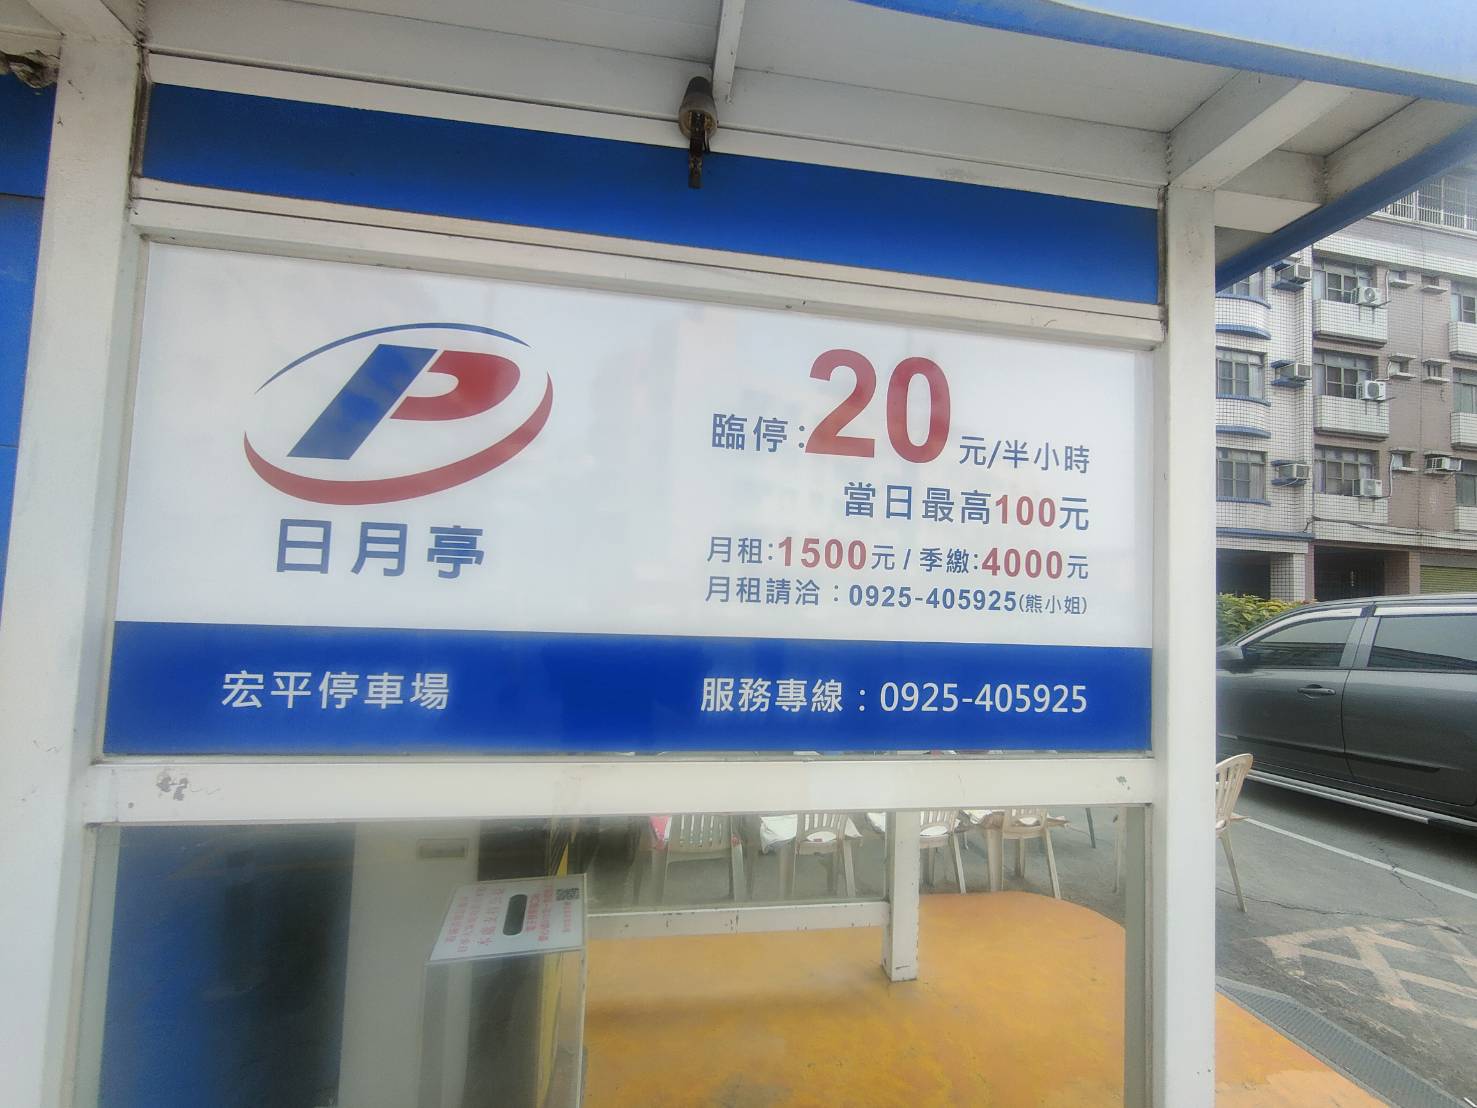 P
日月亭
臨停:20元/半小時
當日最高100元
月租:1500元/季繳:4000元
月租請洽：0925-405925(熊小姐)
宏平停車場
服務專線：0925-405925